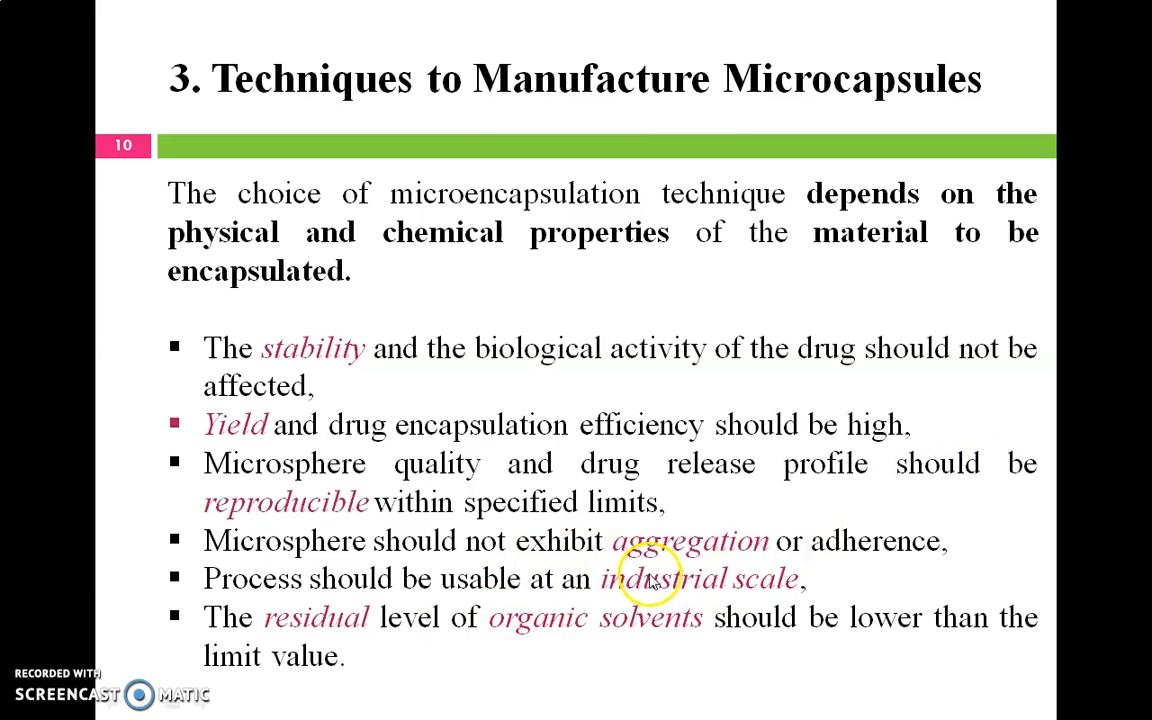 3. Techniques to Manufacture Microcapsules
10
The choice of microencapsulation technique depends on the
physical and chemical properties of the material to be
encapsulated.
▪ The stability and the biological activity of the drug should not be
affected,
▪ Yield and drug encapsulation efficiency should be high,
▪ Microsphere quality and drug release profile should be
reproducible within specified limits,
▪ Microsphere should not exhibit aggregation or adherence,
▪ Process should be usable at an industrial scale,
▪ The residual level of organic solvents should be lower than the
limit value.
RECORDED WITH
SCREENCAST MATIC